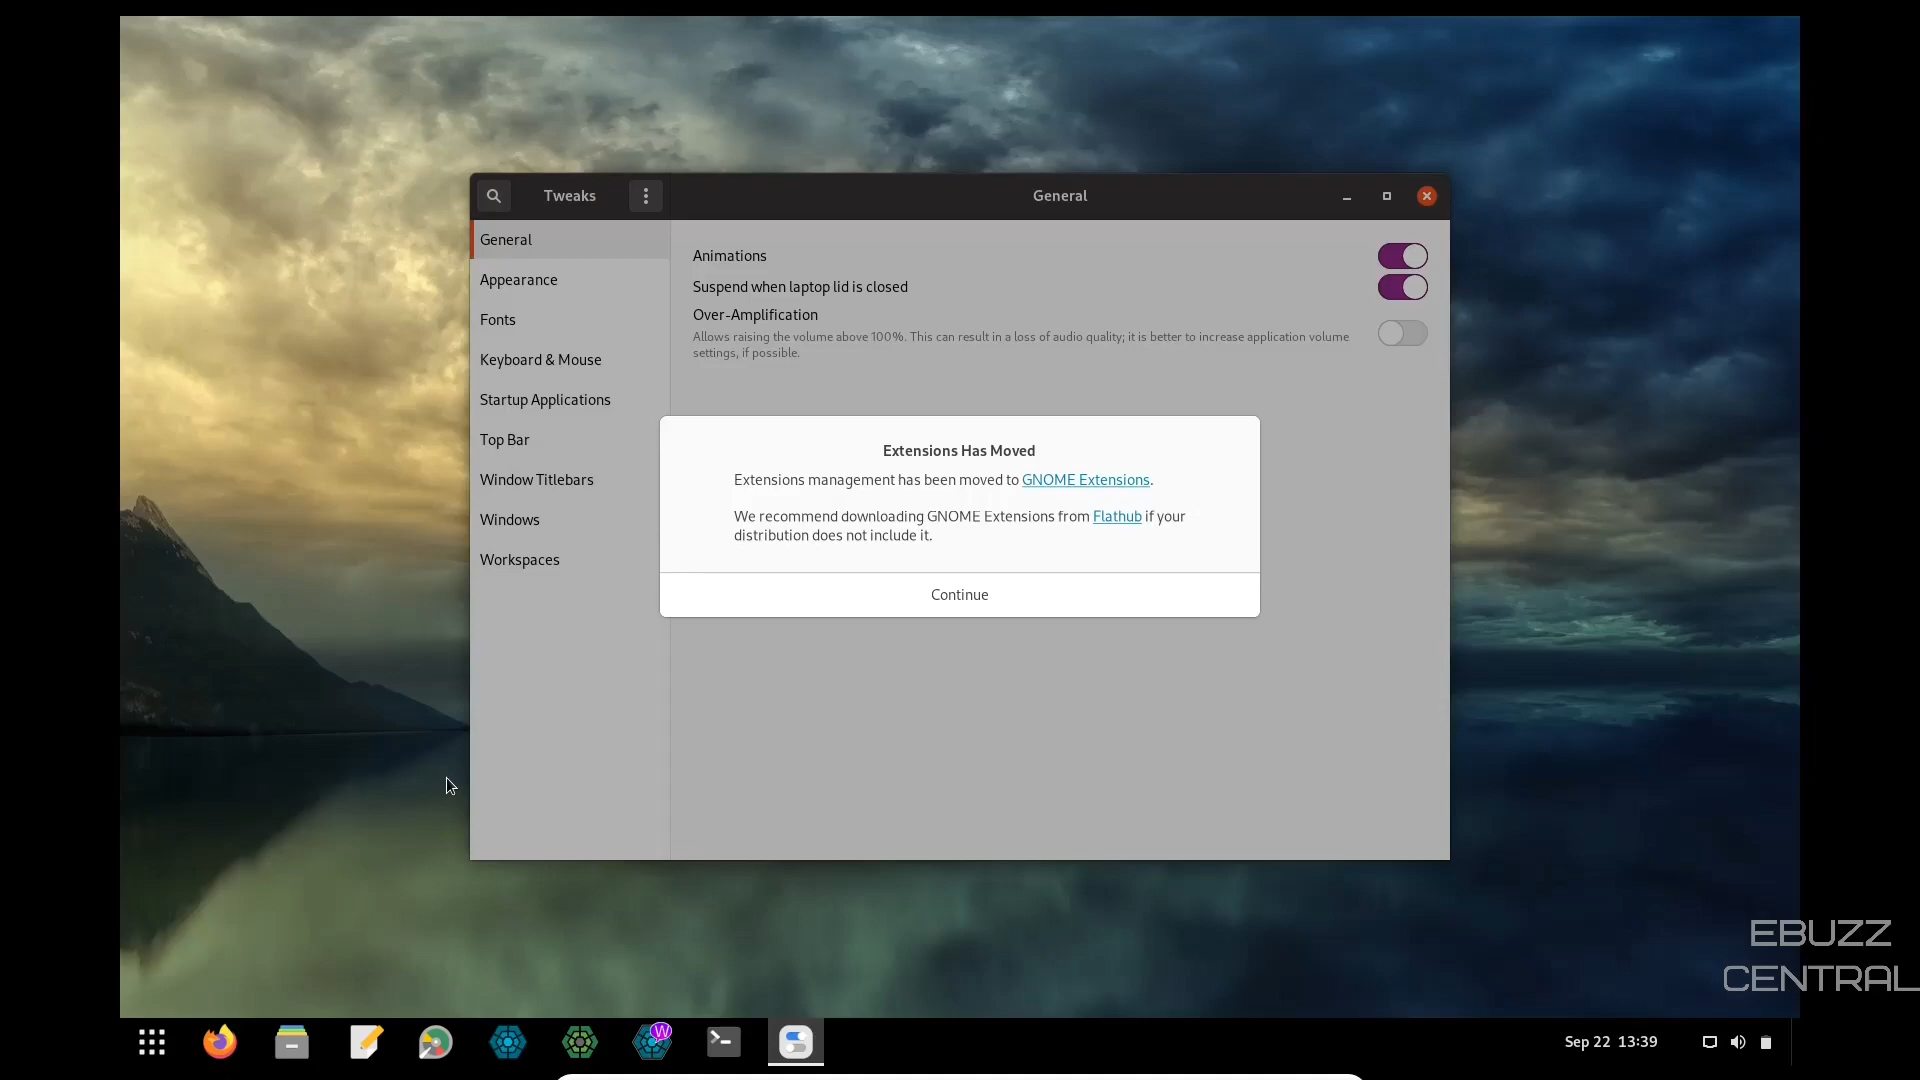 Tweaks
General
General
Appearance
Fonts
Keyboard & Mouse
Startup Applications
Top Bar
Window Titlebars
Windows
Workspaces
Animations
Suspend when laptop lid is closed
Over-Amplification
Allows raising the volume above 100%. This can result in a loss of audio quality; it is better to increase application volume
settings, if possible.
Extensions Has Moved
Extensions management has been moved to GNOME Extensions.
We recommend downloading GNOME Extensions from Flathub if your
distribution does not include it.
Continue
EBUZZ
CENTRAL
W
Sep 22 13:39